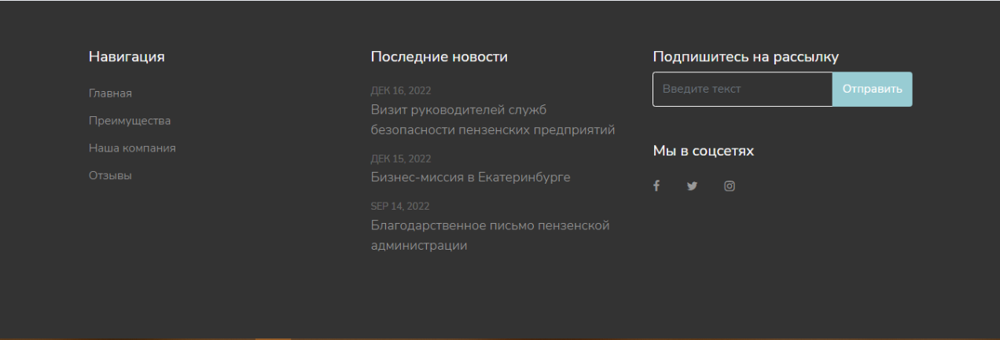 Навигация
Главная
Преимущества
Наша компания
Отзывы
Последние новости
ДЕК 16, 2022
Визит руководителей служб
безопасности пензенских предприятий
ДЕК 15, 2022
Бизнес-миссия в Екатеринбурге
SEP 14, 2022
Благодарственное письмо пензенской
администрации
Подпишитесь на рассылку
Введите текст
Отправить
Мы в соцсетях